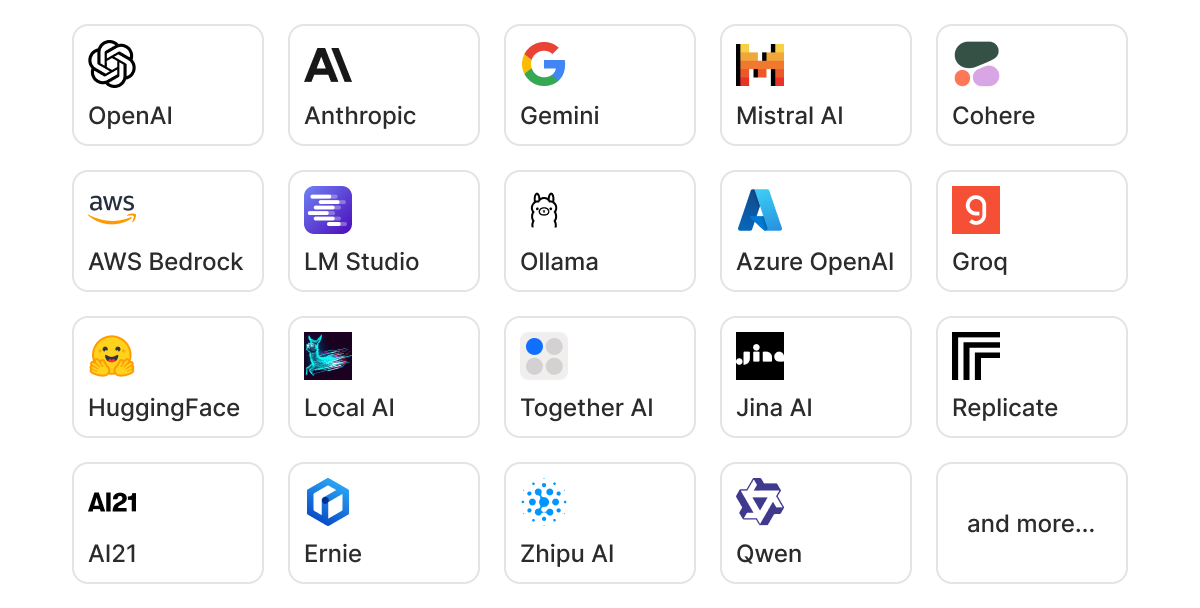 OpenAI
Anthropic
Gemini
Mistral AI
Cohere
aws
AWS Bedrock
LM Studio
Ollama
Azure OpenAI
Groq
HuggingFace
Local AI
Together AI
Jina
Jina AI
Replicate
AI21
AI21
Ernie
Zhipu AI
Qwen
and more...